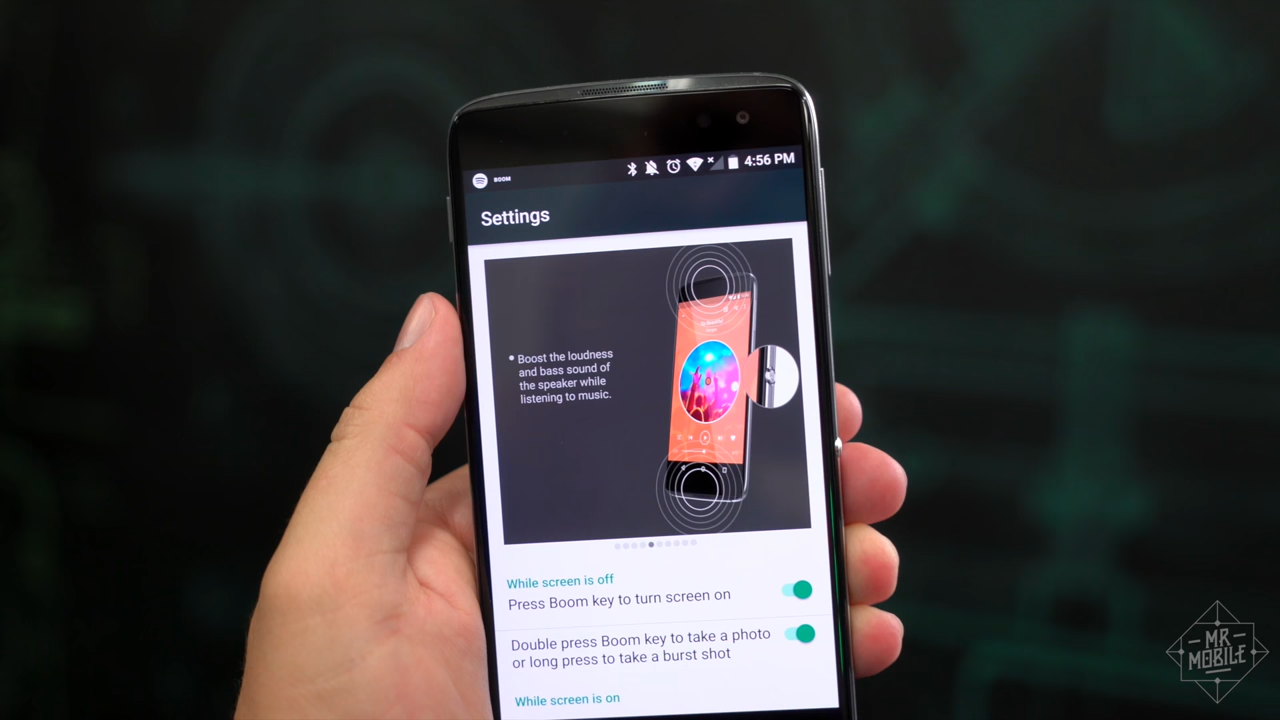 BOOM
4:56 PM
Settings
Boost the loudness
and bass sound of
the speaker while
listening to music.
While screen is off
Press Boom key to turn screen on
Double press Boom key to take a photo
or long press to take a burst shot
While screen is on
MR
MOBILE